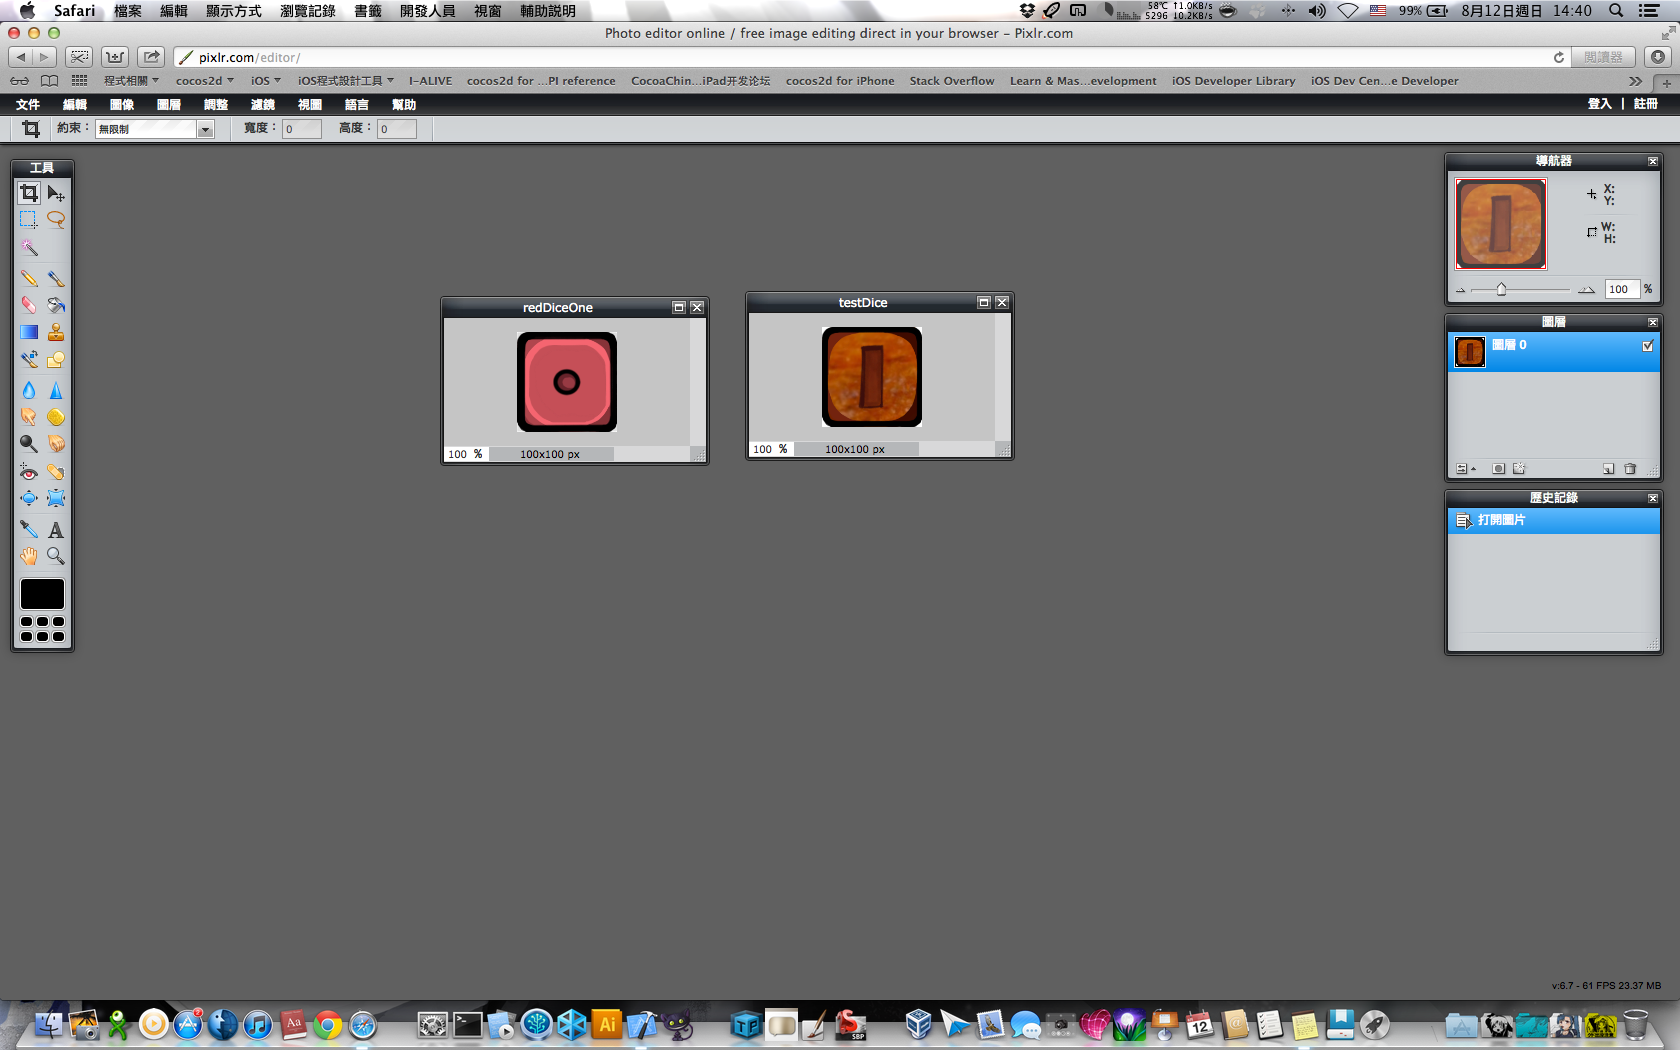 Safari 檔案 編輯 顯示方式 瀏覽記錄 書籤 開發人員 視窗 輔助說明 58°C 11.0KB/s 5296 10.2KB/s 99% 8月12日週日 14:40
Photo editor online / free image editing direct in your browser – Pixlr.com
pixlr.com/editor/ 閱讀器
程式相關 cocos2d iOS iOS程式設計工具 I-ALIVE cocos2d for ...PI reference CocoaChin...iPad开发论坛 cocos2d for iPhone Stack Overflow Learn & Mas...evelopment iOS Developer Library iOS Dev Cen...e Developer
文件 編輯 圖像 圖層 調整 濾鏡 視圖 語言 幫助 登入 | 註冊
約束： 無限制 寬度： 0 高度： 0
工具
導航器
X:
Y:
W:
H:
100 %
redDiceOne
100 % 100x100 px
testDice
100 % 100x100 px
圖層
圖層 0
歷史記錄
打開圖片
A
v:6.7 - 61 FPS 23.37 MB
2
Aa
Ai
TP
SBP
12